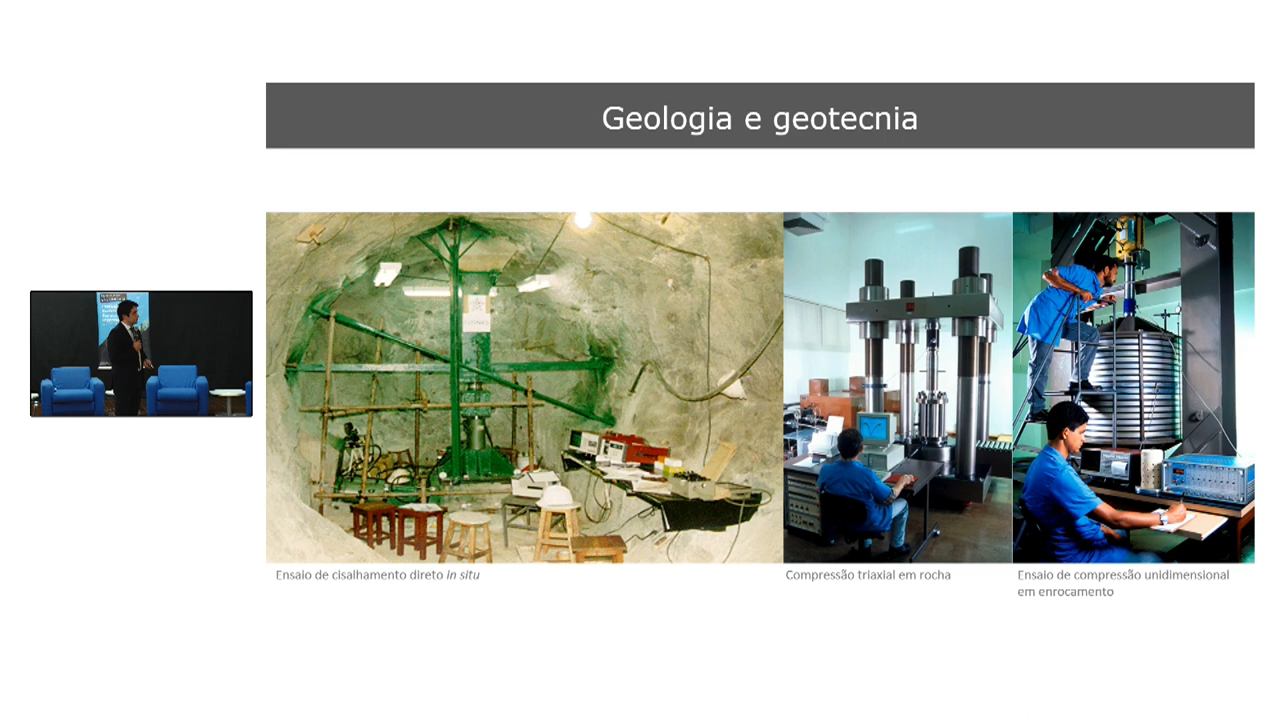 Geologia e geotecnia
Ensaio de cisalhamento direto in situ
Compressão triaxial em rocha
Ensaio de compressão unidimensional
em enrocamento